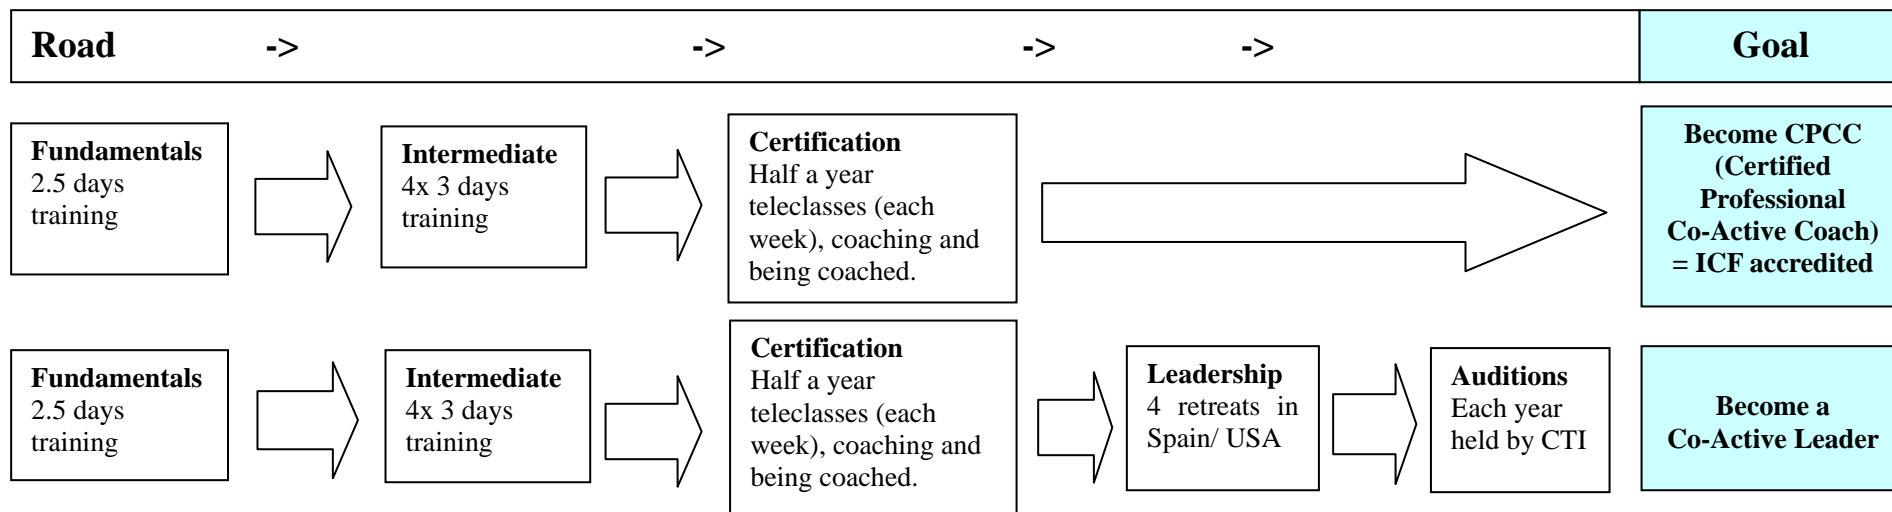 Road -> -> -> -> Goal
Fundamentals
2.5 days
training
Intermediate
4x 3 days
training
Certification
Half a year
teleclasses (each
week), coaching and
being coached.
Become CPCC
(Certified
Professional
Co-Active Coach)
= ICF accredited
Fundamentals
2.5 days
training
Intermediate
4x 3 days
training
Certification
Half a year
teleclasses (each
week), coaching and
being coached.
Leadership
4 retreats in
Spain/ USA
Auditions
Each year
held by CTI
Become a
Co-Active Leader